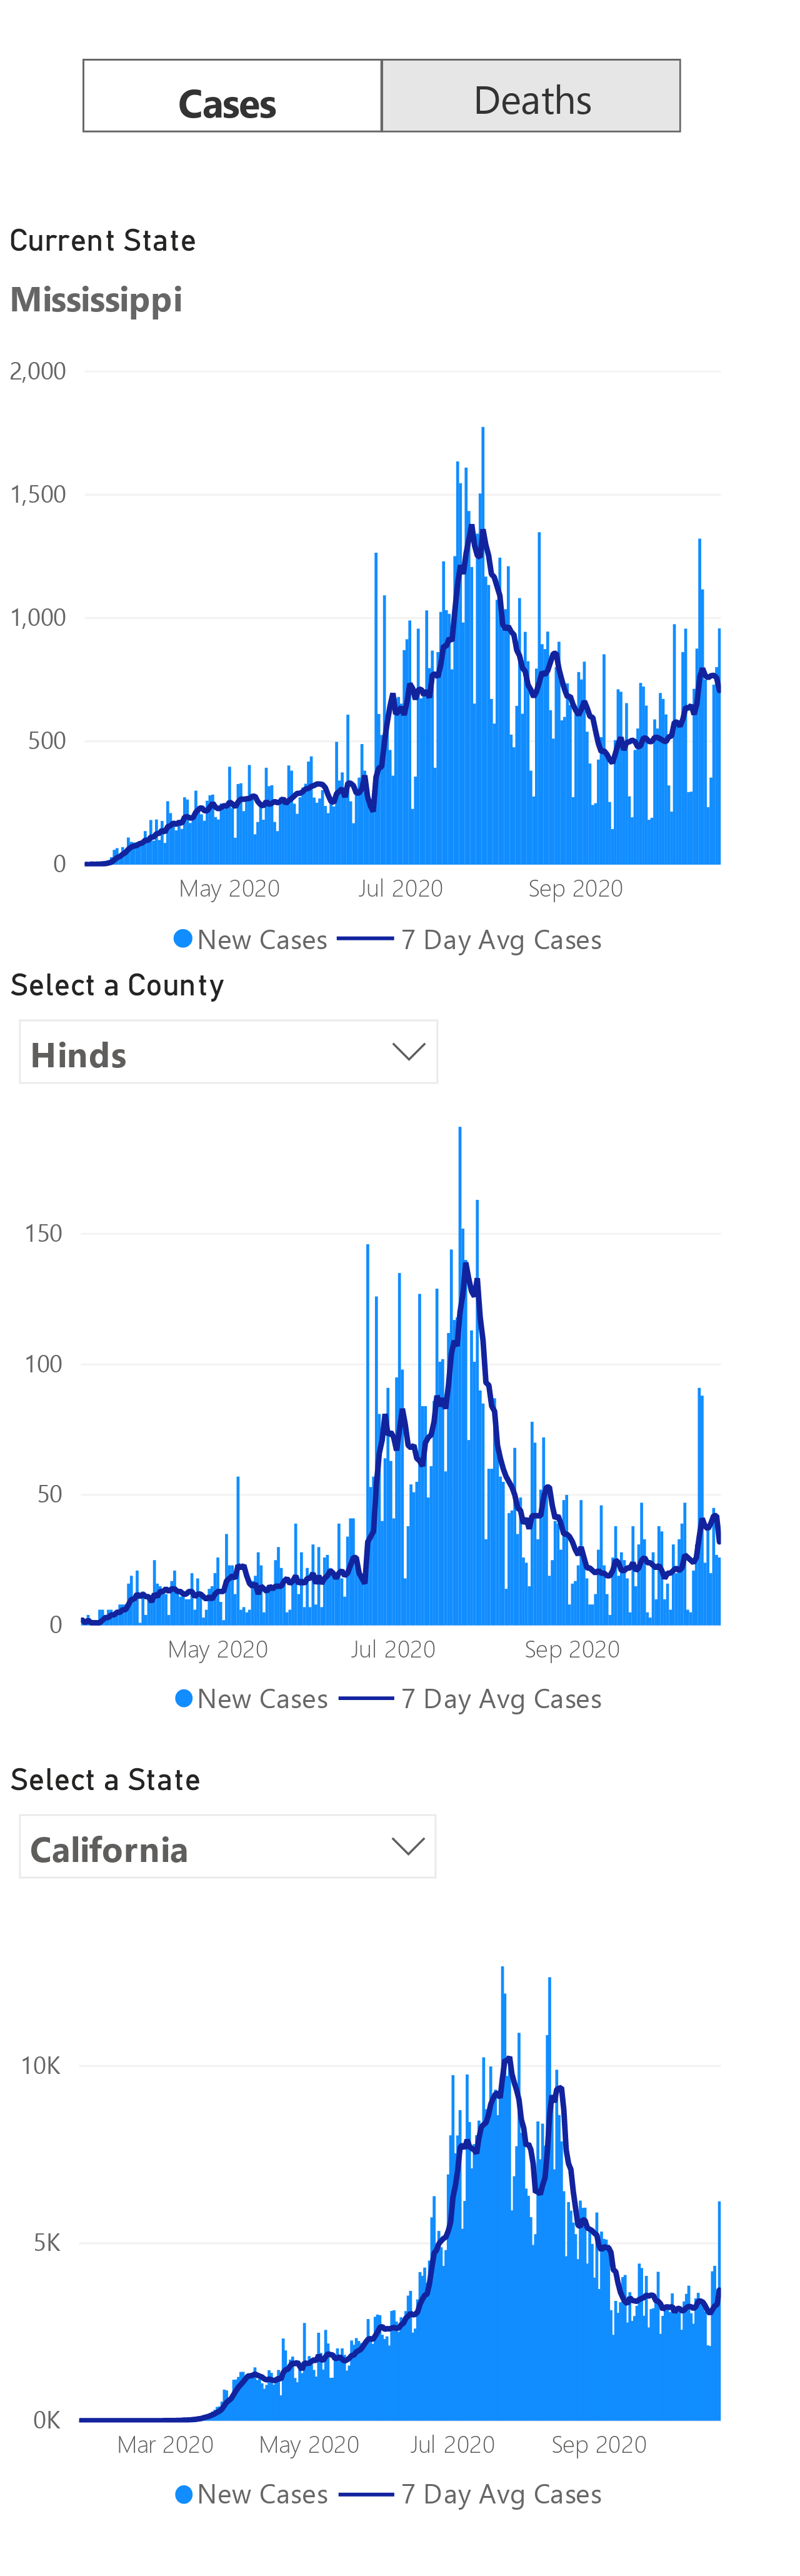 Cases Deaths
Current State
Mississippi
2,000
1,500
1,000
500
0
May 2020 Jul 2020 Sep 2020
New Cases 7 Day Avg Cases
Select a County
Hinds
150
100
50
0
May 2020 Jul 2020 Sep 2020
New Cases 7 Day Avg Cases
Select a State
California
10K
5K
0K
Mar 2020 May 2020 Jul 2020 Sep 2020
New Cases 7 Day Avg Cases